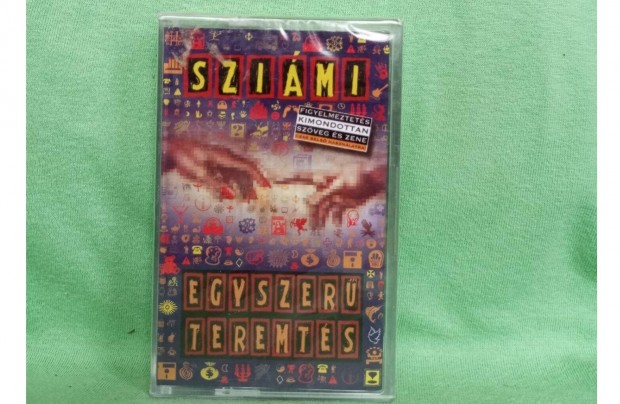 SZIÁMI
FIGYELMEZTETÉS
KIMONDOTTAN
SZÖVEG ÉS ZENE
EGYSZERŰ
TEREMTÉS